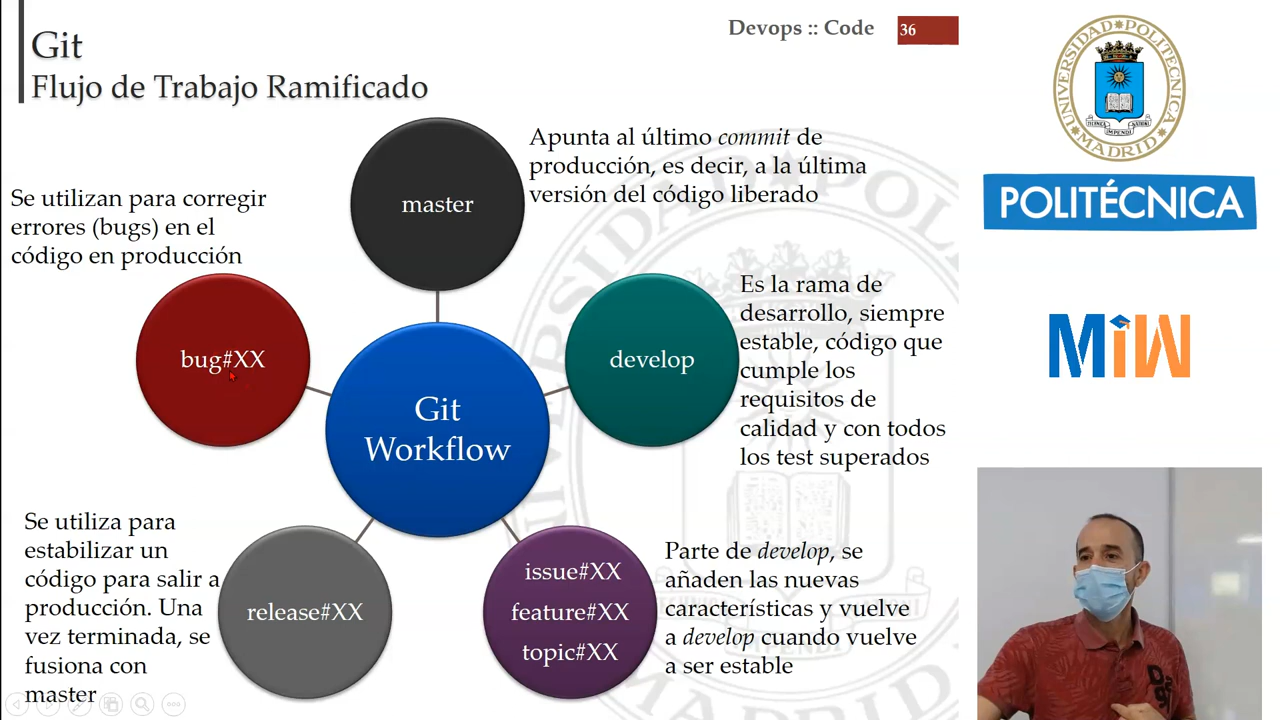 Git
Flujo de Trabajo Ramificado
Devops :: Code
36
master
Apunta al último commit de
producción, es decir, a la última
versión del código liberado
Se utilizan para corregir
errores (bugs) en el
código en producción
bug#XX
develop
Es la rama de
desarrollo, siempre
estable, código que
cumple los
requisitos de
calidad y con todos
los test superados
Git
Workflow
Se utiliza para
estabilizar un
código para salir a
producción. Una
vez terminada, se
fusiona con
master
release#XX
issue#XX
feature#XX
topic#XX
Parte de develop, se
añaden las nuevas
características y vuelve
a develop cuando vuelve
a ser estable
UNIVERSIDAD POLITÉCNICA
DE MADRID
POLITÉCNICA
MiW